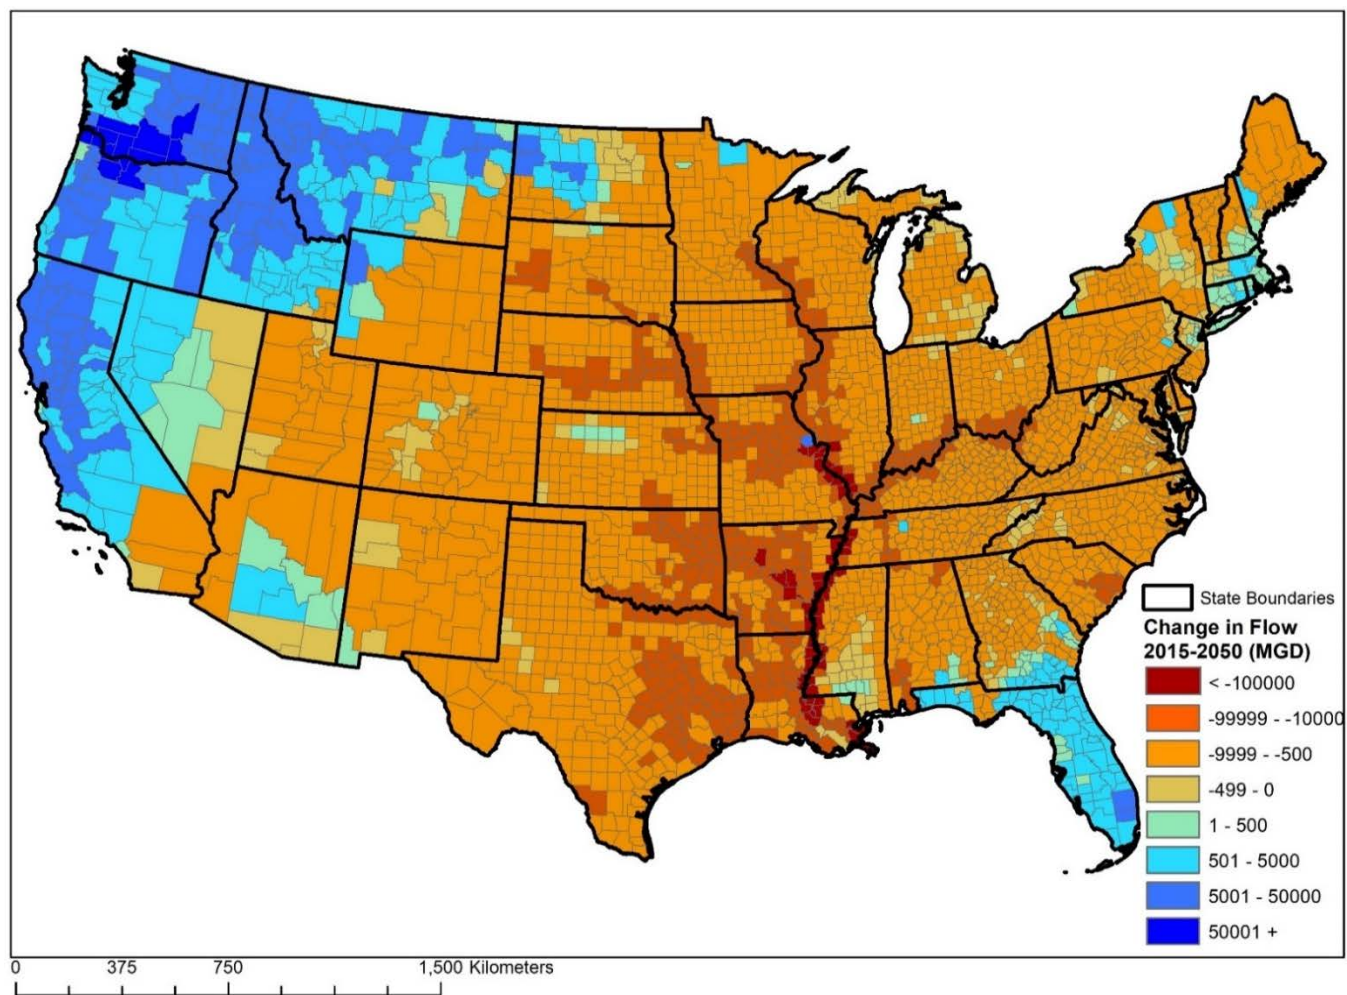 State Boundaries
Change in Flow
2015-2050 (MGD)
< -100000
-99999 - -10000
-9999 - -500
-499 - 0
1 - 500
501 - 5000
5001 - 50000
50001 +
0 375 750 1,500 Kilometers